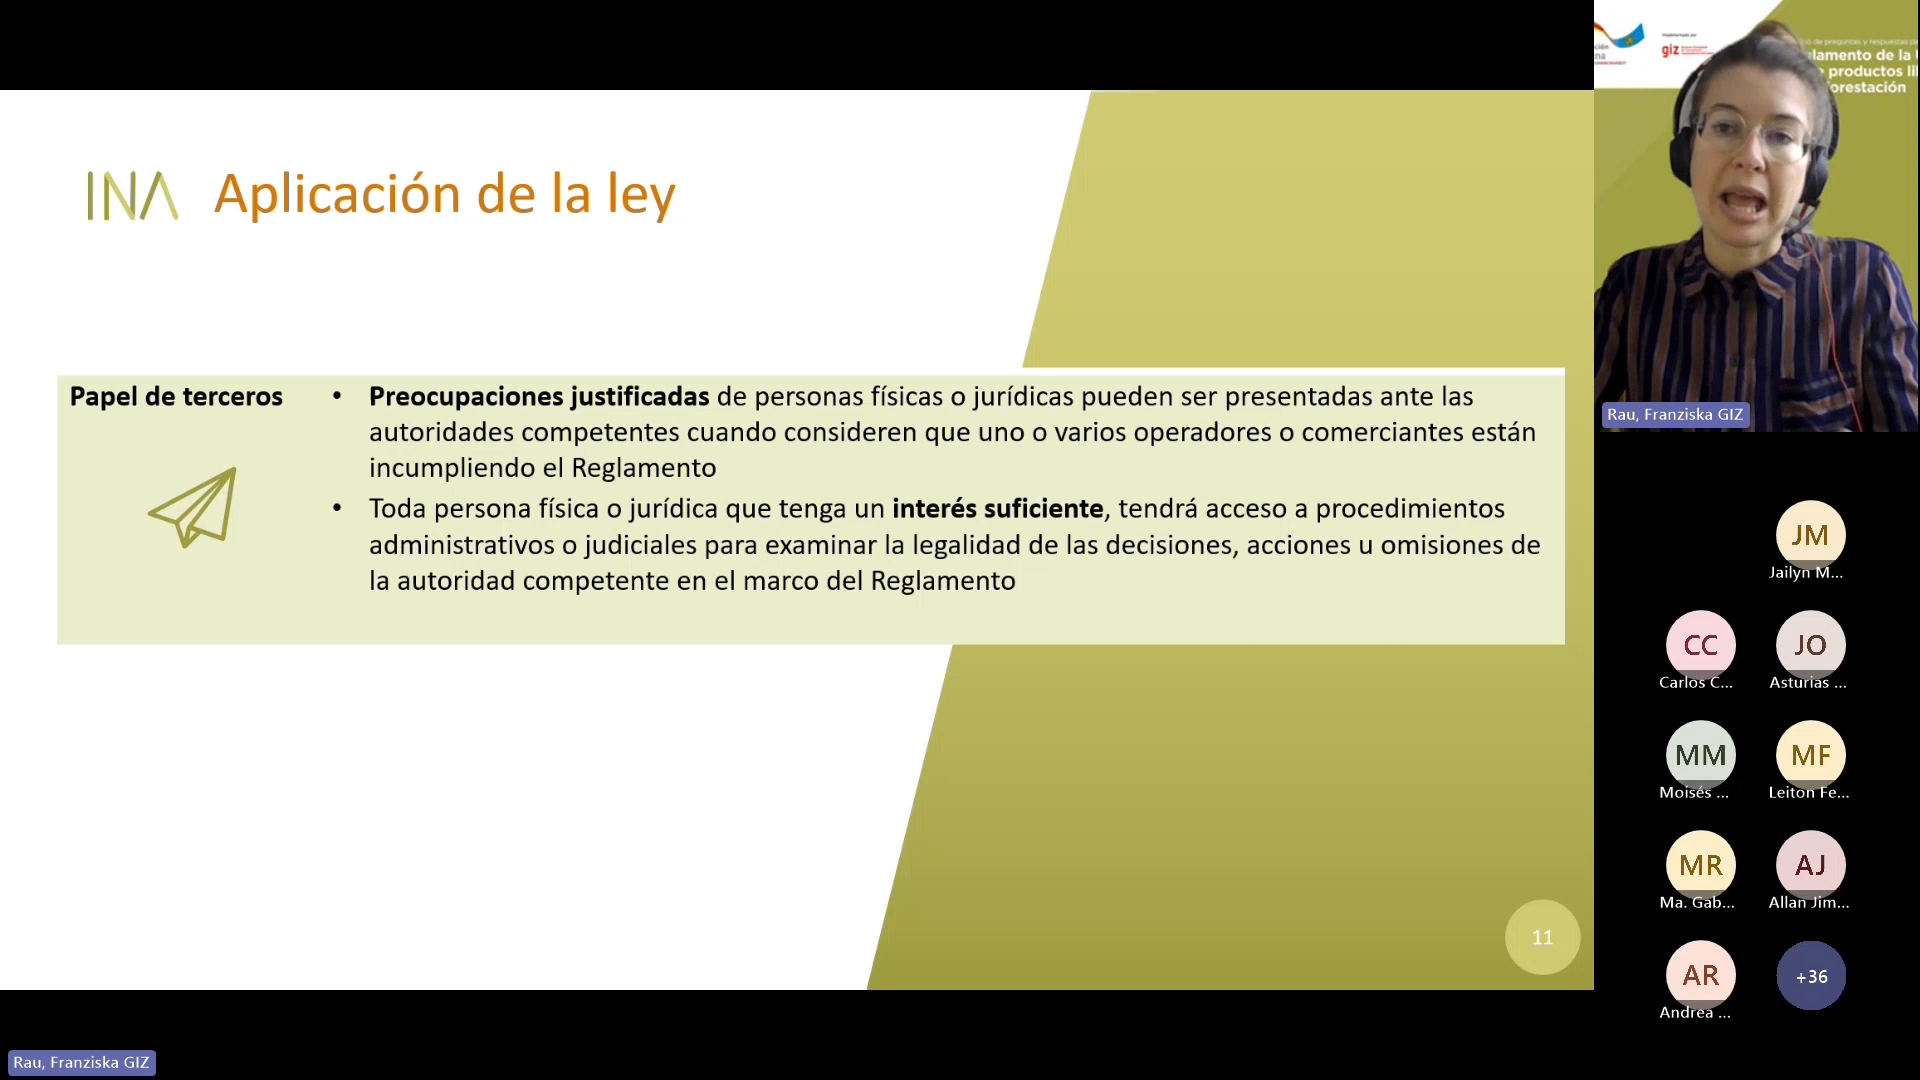 INA Aplicación de la ley
Papel de terceros
• Preocupaciones justificadas de personas físicas o jurídicas pueden ser presentadas ante las
autoridades competentes cuando consideren que uno o varios operadores o comerciantes están
incumpliendo el Reglamento
• Toda persona física o jurídica que tenga un interés suficiente, tendrá acceso a procedimientos
administrativos o judiciales para examinar la legalidad de las decisiones, acciones u omisiones de
la autoridad competente en el marco del Reglamento
11
giz
lamento de la
productos li
orestación
Rau, Franziska GIZ
JM
Jailyn M...
CC
Carlos C...
JO
Asturias ...
MM
Moisés ...
MF
Leiton Fe...
MR
Ma. Gab...
AJ
Allan Jim...
AR
Andrea ...
+36
Rau, Franziska GIZ